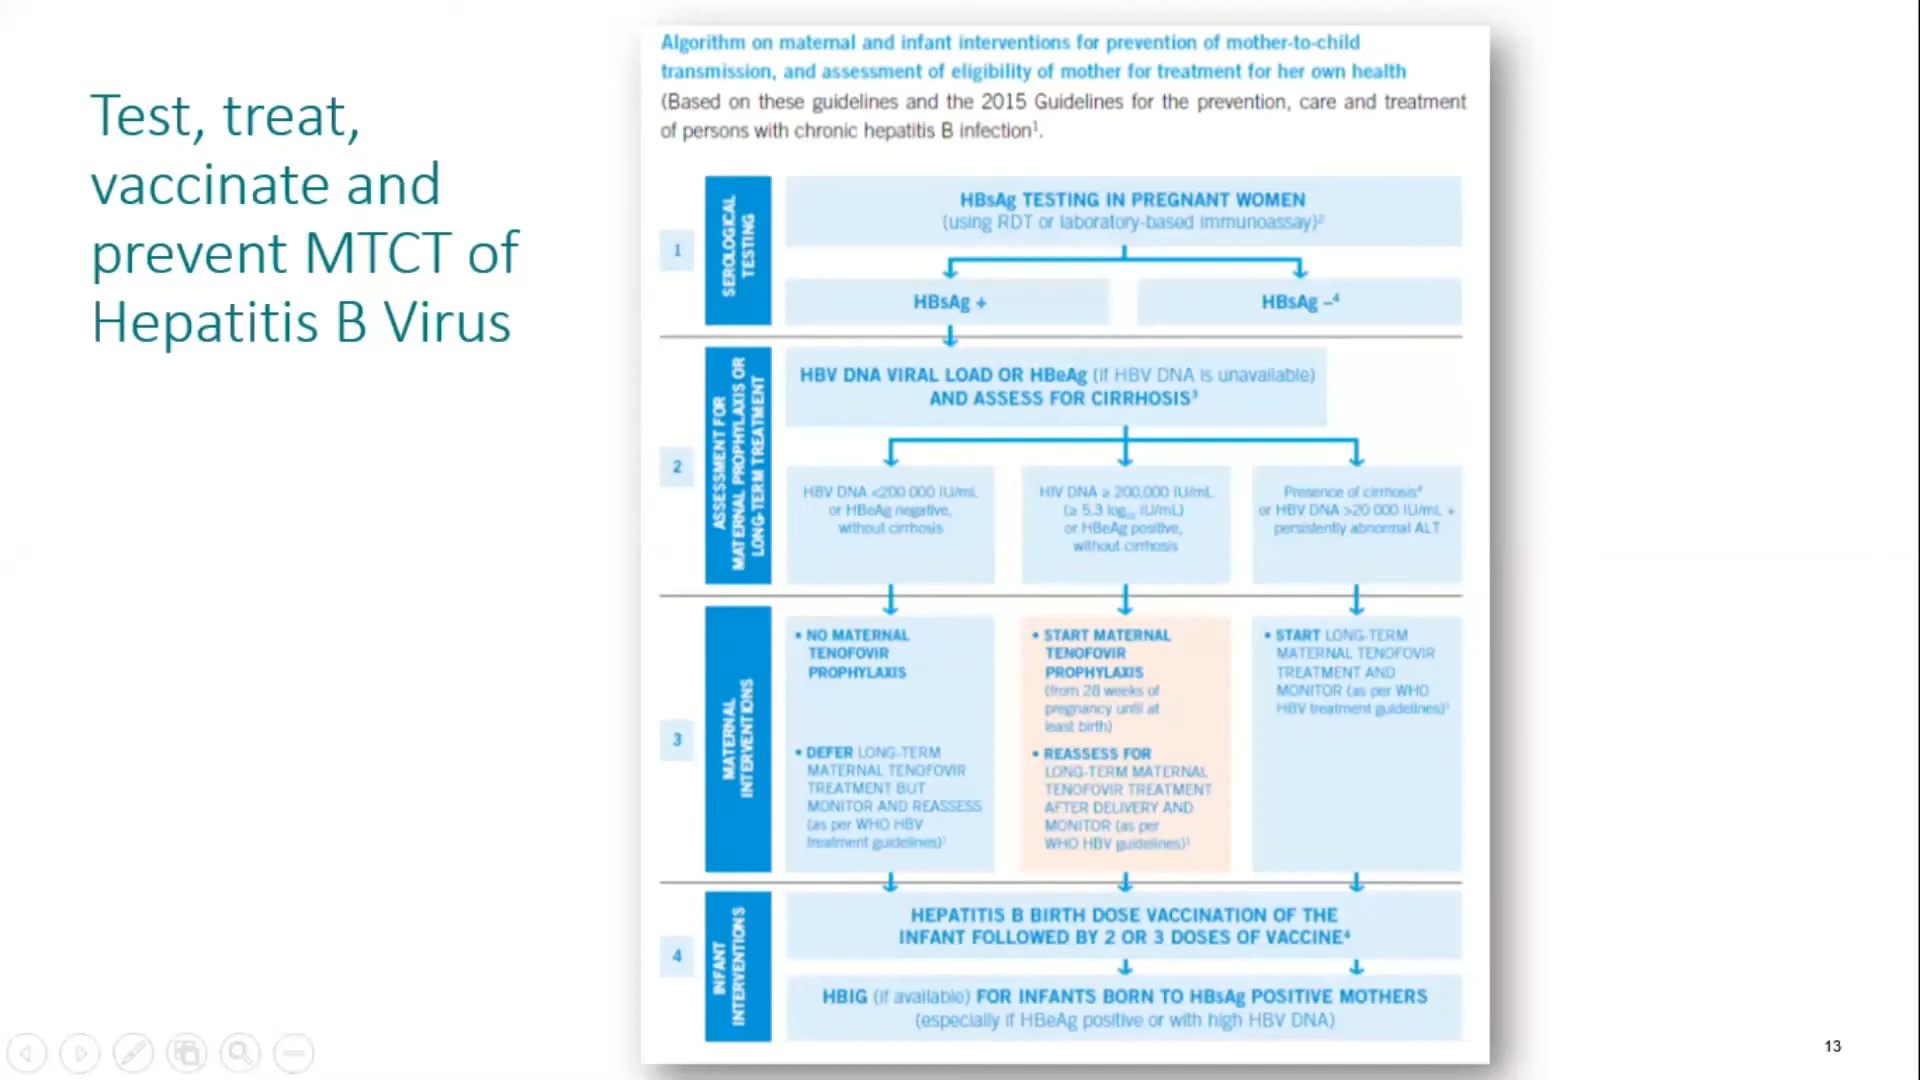 Test, treat,
vaccinate and
prevent MTCT of
Hepatitis B Virus
Algorithm on maternal and infant interventions for prevention of mother-to-child
transmission, and assessment of eligibility of mother for treatment for her own health
(Based on these guidelines and the 2015 Guidelines for the prevention, care and treatment
of persons with chronic hepatitis B infection¹.
1
SEROLOGICAL
TESTING
HBsAg TESTING IN PREGNANT WOMEN
(using RDT or laboratory-based immunoassay)²
HBsAg +
HBsAg –⁴
2
ASSESSMENT FOR
MATERNAL PROPHYLAXIS OR
LONG-TERM TREATMENT
HBV DNA VIRAL LOAD OR HBeAg (if HBV DNA is unavailable)
AND ASSESS FOR CIRRHOSIS³
HBV DNA <200 000 IU/mL
or HBeAg negative,
without cirrhosis
HIV DNA ≥ 200,000 IU/mL
(≥ 5.3 log₁₀ IU/mL)
or HBeAg positive,
without cirrhosis
Presence of cirrhosis⁴
or HBV DNA >20 000 IU/mL +
persistently abnormal ALT
3
MATERNAL
INTERVENTIONS
• NO MATERNAL
TENOFOVIR
PROPHYLAXIS
• DEFER LONG-TERM
MATERNAL TENOFOVIR
TREATMENT BUT
MONITOR AND REASSESS
(as per WHO HBV
treatment guidelines)¹
• START MATERNAL
TENOFOVIR
PROPHYLAXIS
(from 28 weeks of
pregnancy until at
least birth)
• REASSESS FOR
LONG-TERM MATERNAL
TENOFOVIR TREATMENT
AFTER DELIVERY AND
MONITOR (as per
WHO HBV guidelines)¹
• START LONG-TERM
MATERNAL TENOFOVIR
TREATMENT AND
MONITOR (as per WHO
HBV treatment guidelines)¹
4
INFANT
INTERVENTIONS
HEPATITIS B BIRTH DOSE VACCINATION OF THE
INFANT FOLLOWED BY 2 OR 3 DOSES OF VACCINE⁴
HBIG (if available) FOR INFANTS BORN TO HBsAg POSITIVE MOTHERS
(especially if HBeAg positive or with high HBV DNA)
13